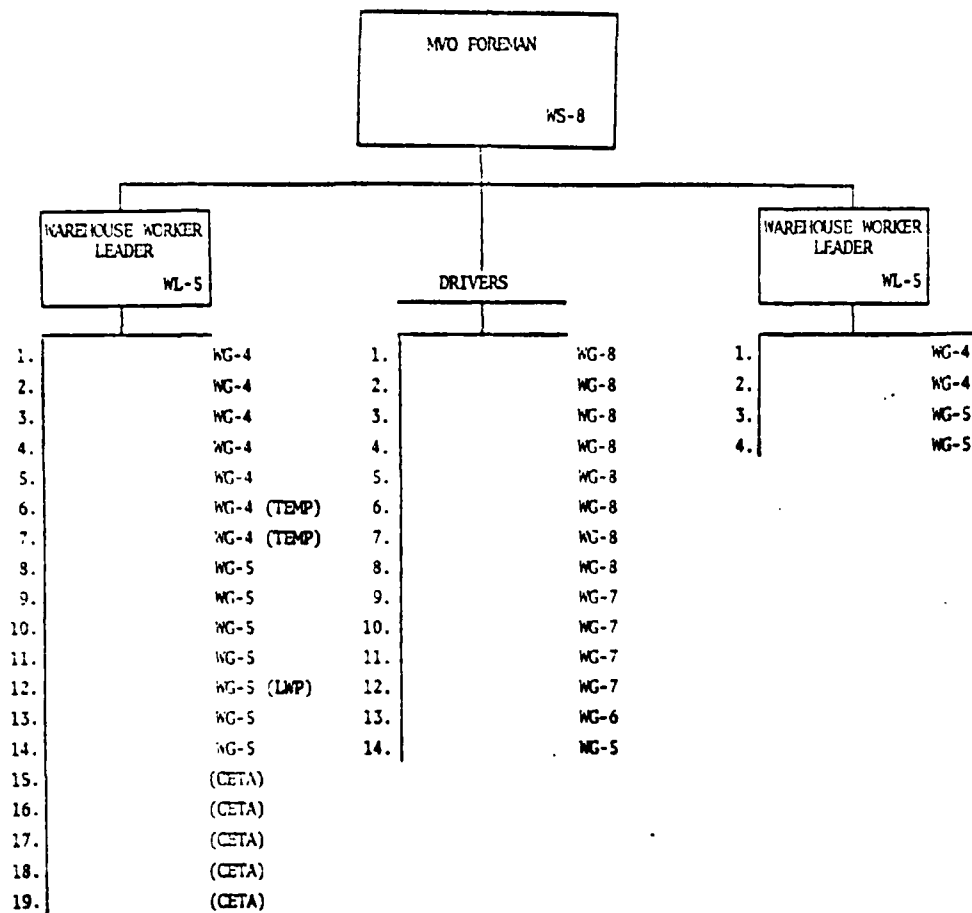 MVO FOREMAN
WS-8
WAREHOUSE WORKER
LEADER
WL-5
1. WG-4
2. WG-4
3. WG-4
4. WG-4
5. WG-4
6. WG-4 (TEMP)
7. WG-4 (TEMP)
8. WG-5
9. WG-5
10. WG-5
11. WG-5
12. WG-5 (LWP)
13. WG-5
14. WG-5
15. (CETA)
16. (CETA)
17. (CETA)
18. (CETA)
19. (CETA)
DRIVERS
1. WG-8
2. WG-8
3. WG-8
4. WG-8
5. WG-8
6. WG-8
7. WG-8
8. WG-8
9. WG-7
10. WG-7
11. WG-7
12. WG-7
13. WG-6
14. WG-5
WAREHOUSE WORKER
LEADER
WL-5
1. WG-4
2. WG-4
3. WG-5
4. WG-5